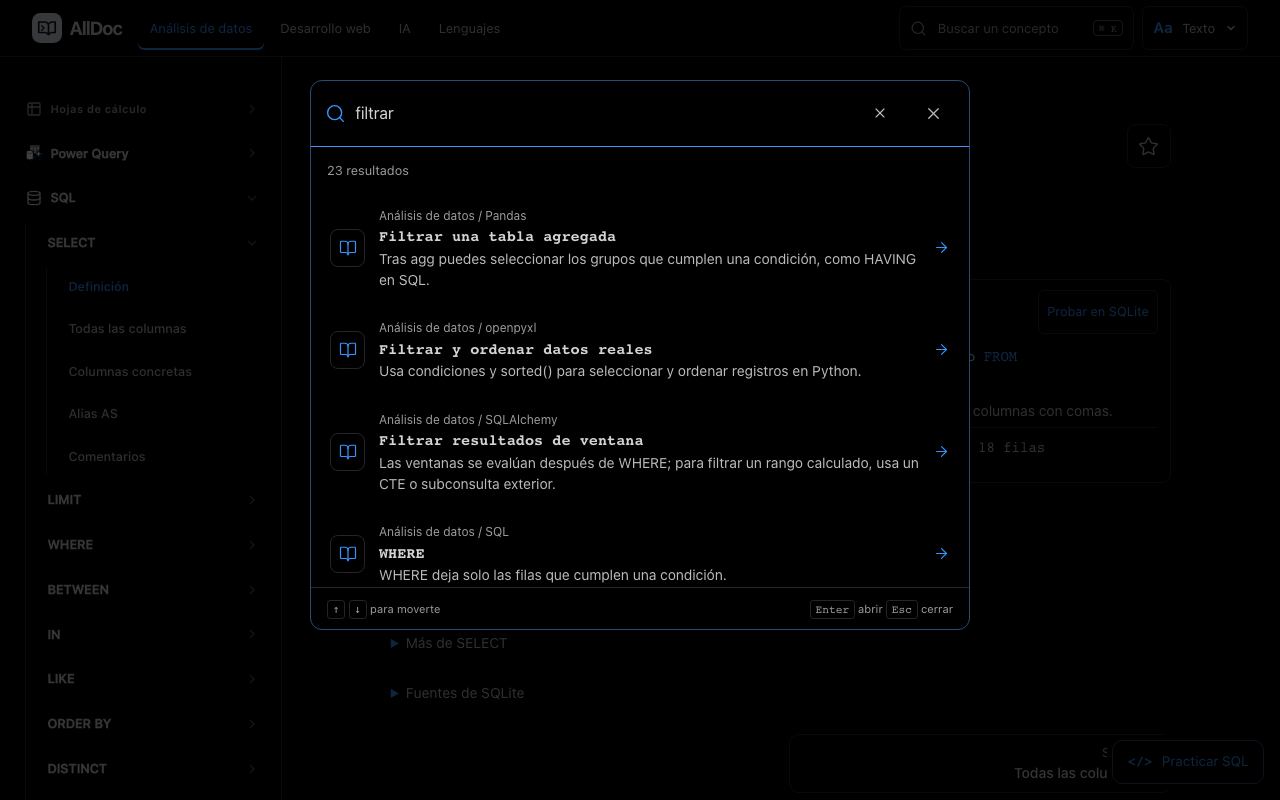 AllDoc
Análisis de datos
Desarrollo web
IA
Lenguajes
Buscar un concepto
⌘ K
Aa Texto
Hojas de cálculo
Power Query
SQL
SELECT
Definición
Todas las columnas
Columnas concretas
Alias AS
Comentarios
LIMIT
WHERE
BETWEEN
IN
LIKE
ORDER BY
DISTINCT
filtrar
23 resultados
Análisis de datos / Pandas
Filtrar una tabla agregada
Tras agg puedes seleccionar los grupos que cumplen una condición, como HAVING
en SQL.
Análisis de datos / openpyxl
Filtrar y ordenar datos reales
Usa condiciones y sorted() para seleccionar y ordenar registros en Python.
Análisis de datos / SQLAlchemy
Filtrar resultados de ventana
Las ventanas se evalúan después de WHERE; para filtrar un rango calculado, usa un
CTE o subconsulta exterior.
Análisis de datos / SQL
WHERE
WHERE deja solo las filas que cumplen una condición.
↑ ↓ para moverte
Enter abrir Esc cerrar
Probar en SQLite
FROM
columnas con comas.
18 filas
Más de SELECT
Fuentes de SQLite
Todas las colu
</> Practicar SQL